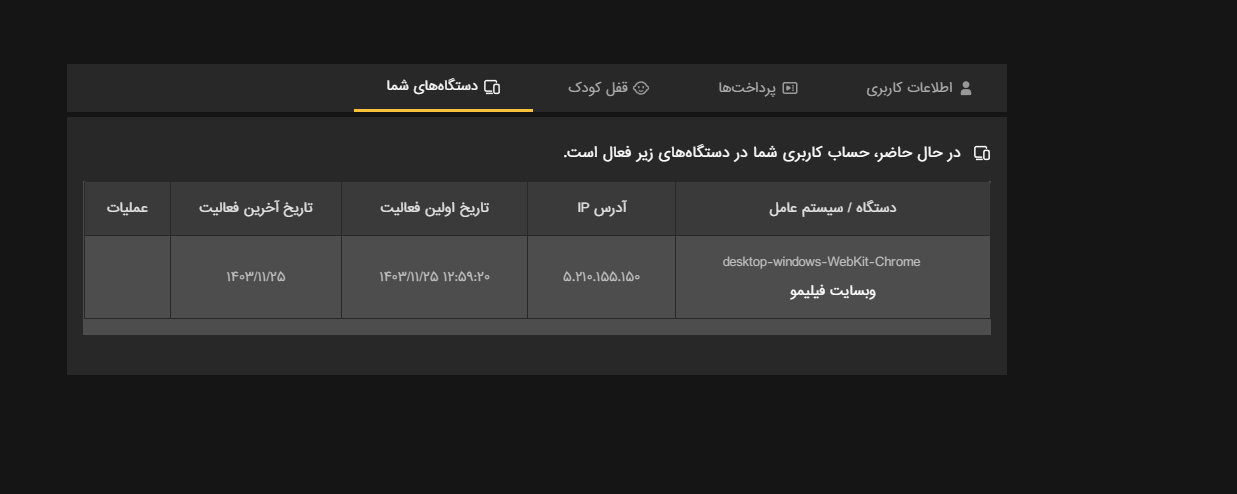 اطلاعات کاربری
پرداخت‌ها
قفل کودک
دستگاه‌های شما
در حال حاضر، حساب کاربری شما در دستگاه‌های زیر فعال است.
دستگاه / سیستم عامل
آدرس IP
تاریخ اولین فعالیت
تاریخ آخرین فعالیت
عملیات
desktop-windows-WebKit-Chrome
وبسایت فیلیمو
۵.۲۱۰.۱۵۵.۱۵۰
۱۴۰۳/۱۱/۲۵ ۱۲:۵۹:۲۰
۱۴۰۳/۱۱/۲۵